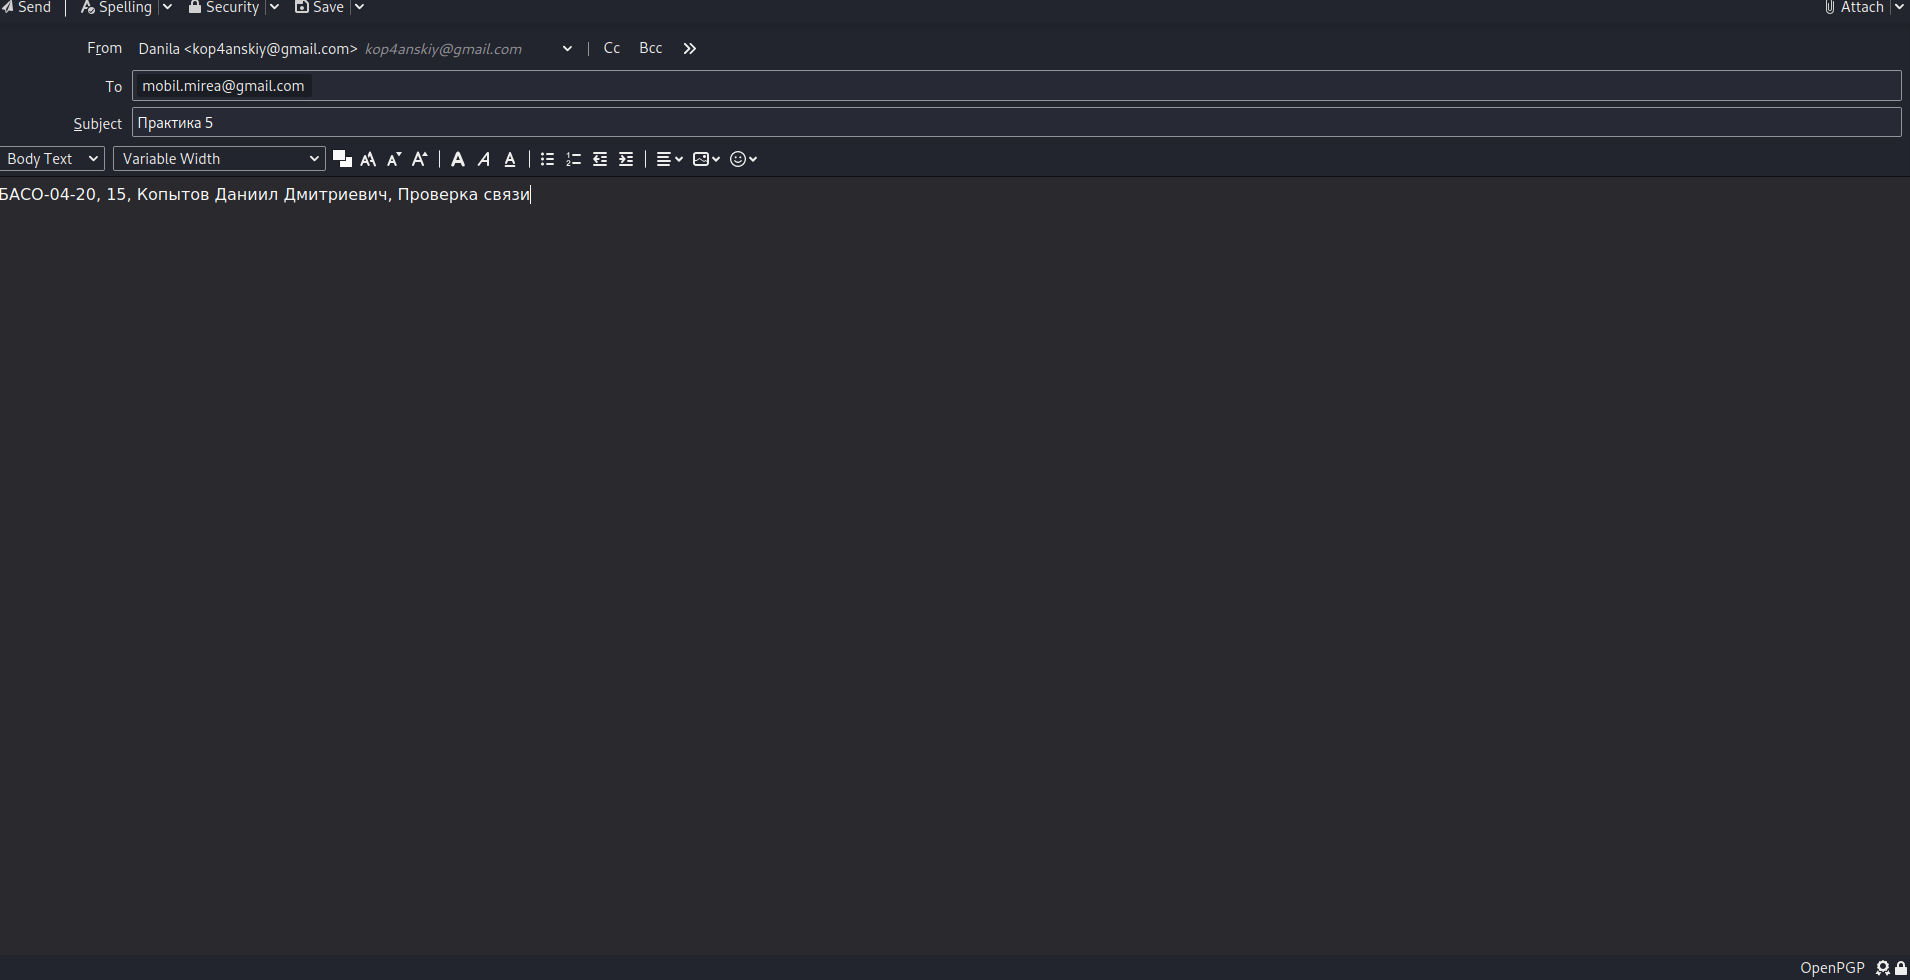 Send Spelling Security Save Attach
From Danila <kop4anskiy@gmail.com> kop4anskiy@gmail.com Cc Bcc
To mobil.mirea@gmail.com
Subject Практика 5
Body Text Variable Width
БАСО-04-20, 15, Копытов Даниил Дмитриевич, Проверка связи
OpenPGP